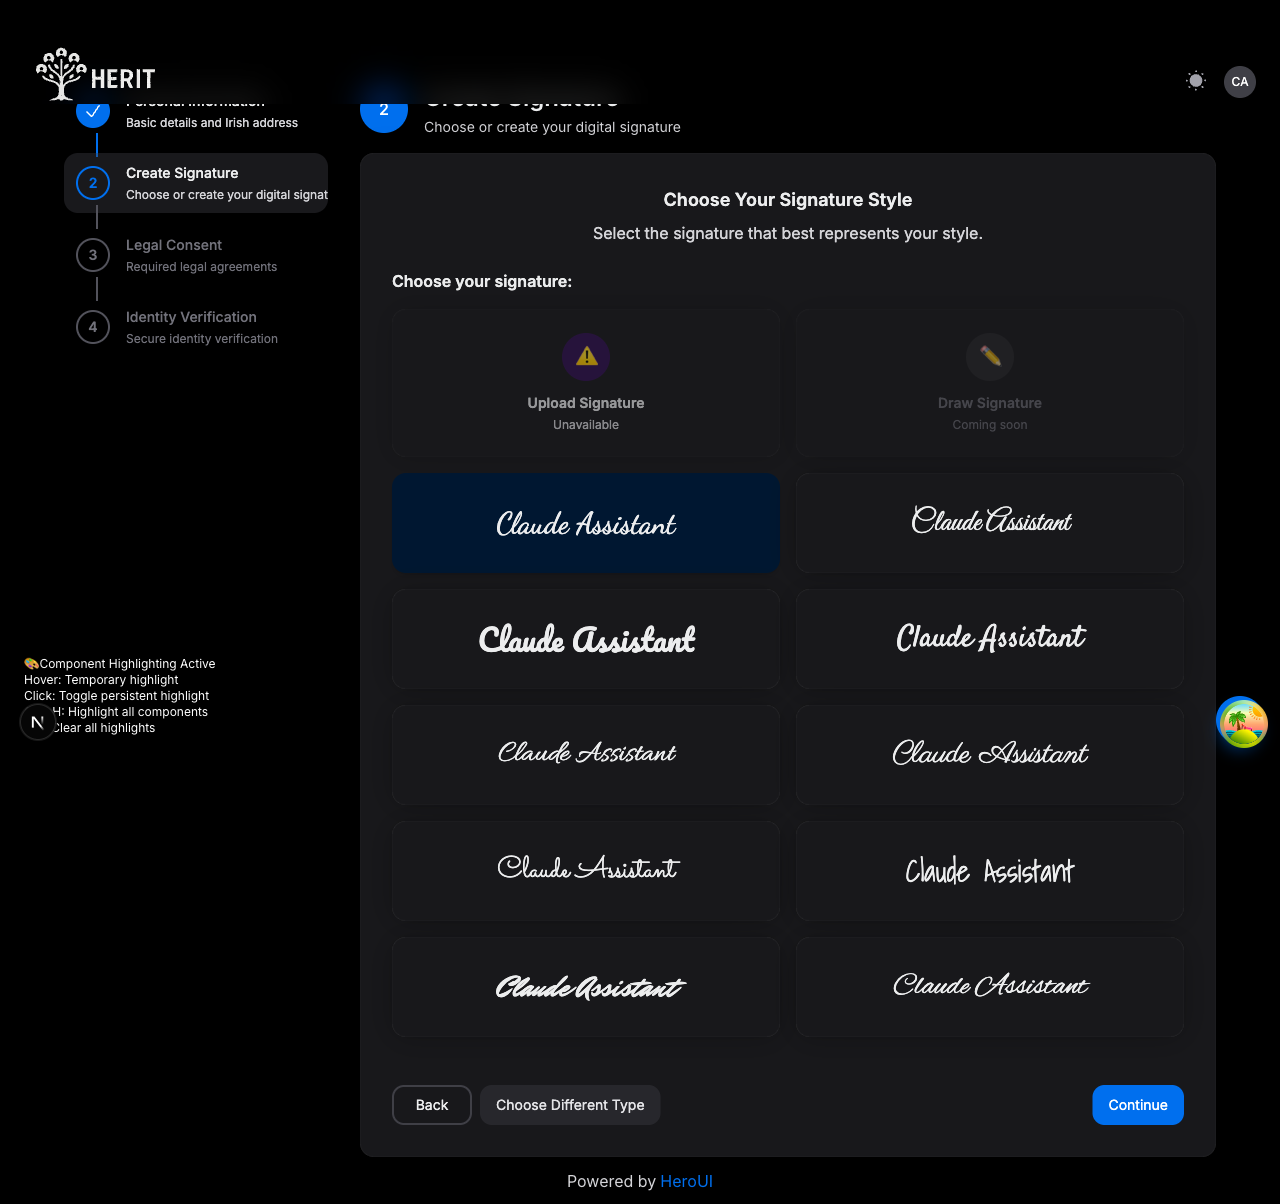 HERIT
CA
Personal Information
Basic details and Irish address
2
Create Signature
Choose or create your digital signat
3
Legal Consent
Required legal agreements
4
Identity Verification
Secure identity verification
2
Create Signature
Choose or create your digital signature
Choose Your Signature Style
Select the signature that best represents your style.
Choose your signature:
Upload Signature
Unavailable
Draw Signature
Coming soon
Claude Assistant
Claude Assistant
Claude Assistant
Claude Assistant
Claude Assistant
Claude Assistant
Claude Assistant
Claude Assistant
Claude Assistant
Claude Assistant
Component Highlighting Active
Hover: Temporary highlight
Click: Toggle persistent highlight
H: Highlight all components
Clear all highlights
N
Back
Choose Different Type
Continue
Powered by HeroUI